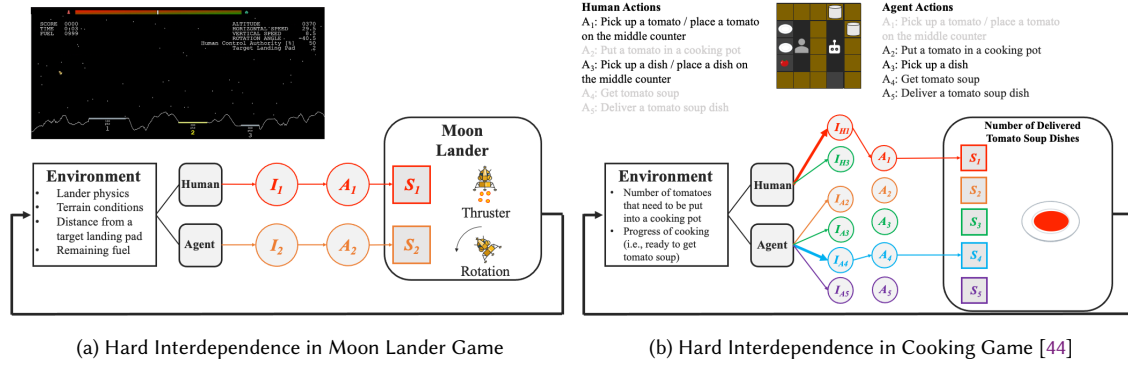 SCORE 0000
TIME 0:03
FUEL 0999
ALTITUDE 0370
HORIZONTAL SPEED 29.5
VERTICAL SPEED 8.5
ROTATION ANGLE -40.5
Human Control Authority [%] 50
Target Landing Pad .2
1
2
3
Environment
• Lander physics
• Terrain conditions
• Distance from a
target landing pad
• Remaining fuel
Human
Agent
I1
A1
S1
I2
A2
S2
Moon
Lander
Thruster
Rotation
(a) Hard Interdependence in Moon Lander Game
Human Actions
A1: Pick up a tomato / place a tomato
on the middle counter
A2: Put a tomato in a cooking pot
A3: Pick up a dish / place a dish on
the middle counter
A4: Get tomato soup
A5: Deliver a tomato soup dish
Agent Actions
A1: Pick up a tomato / place a tomato
on the middle counter
A2: Put a tomato in a cooking pot
A3: Pick up a dish
A4: Get tomato soup
A5: Deliver a tomato soup dish
Environment
• Number of tomatoes
that need to be put
into a cooking pot
• Progress of cooking
(i.e., ready to get
tomato soup)
Human
Agent
IH1
IH3
IA2
IA3
IA4
IA5
A1
A2
A3
A4
A5
Number of Delivered
Tomato Soup Dishes
S1
S2
S3
S4
S5
(b) Hard Interdependence in Cooking Game [44]